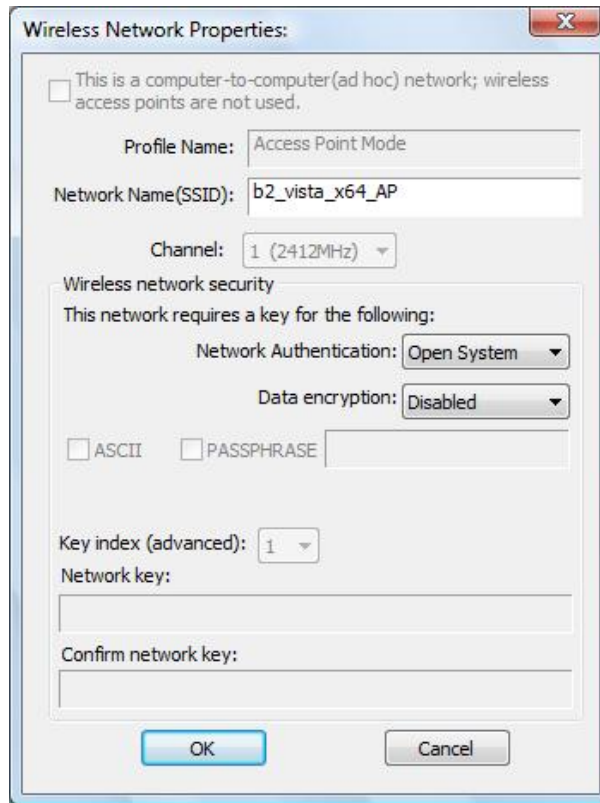 Wireless Network Properties:
This is a computer-to-computer(ad hoc) network; wireless
access points are not used.
Profile Name: Access Point Mode
Network Name(SSID): b2_vista_x64_AP
Channel: 1 (2412MHz)
Wireless network security
This network requires a key for the following:
Network Authentication: Open System
Data encryption: Disabled
ASCII PASSPHRASE
Key index (advanced): 1
Network key:
Confirm network key:
OK Cancel